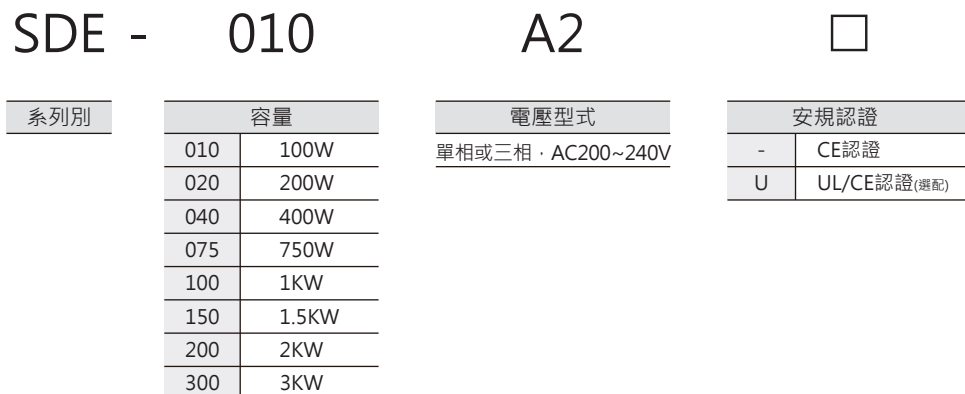 SDE - 010 A2 □
系列別 容量 電壓型式 安規認證
010 100W 單相或三相，AC200~240V - CE認證
020 200W U UL/CE認證(選配)
040 400W
075 750W
100 1KW
150 1.5KW
200 2KW
300 3KW